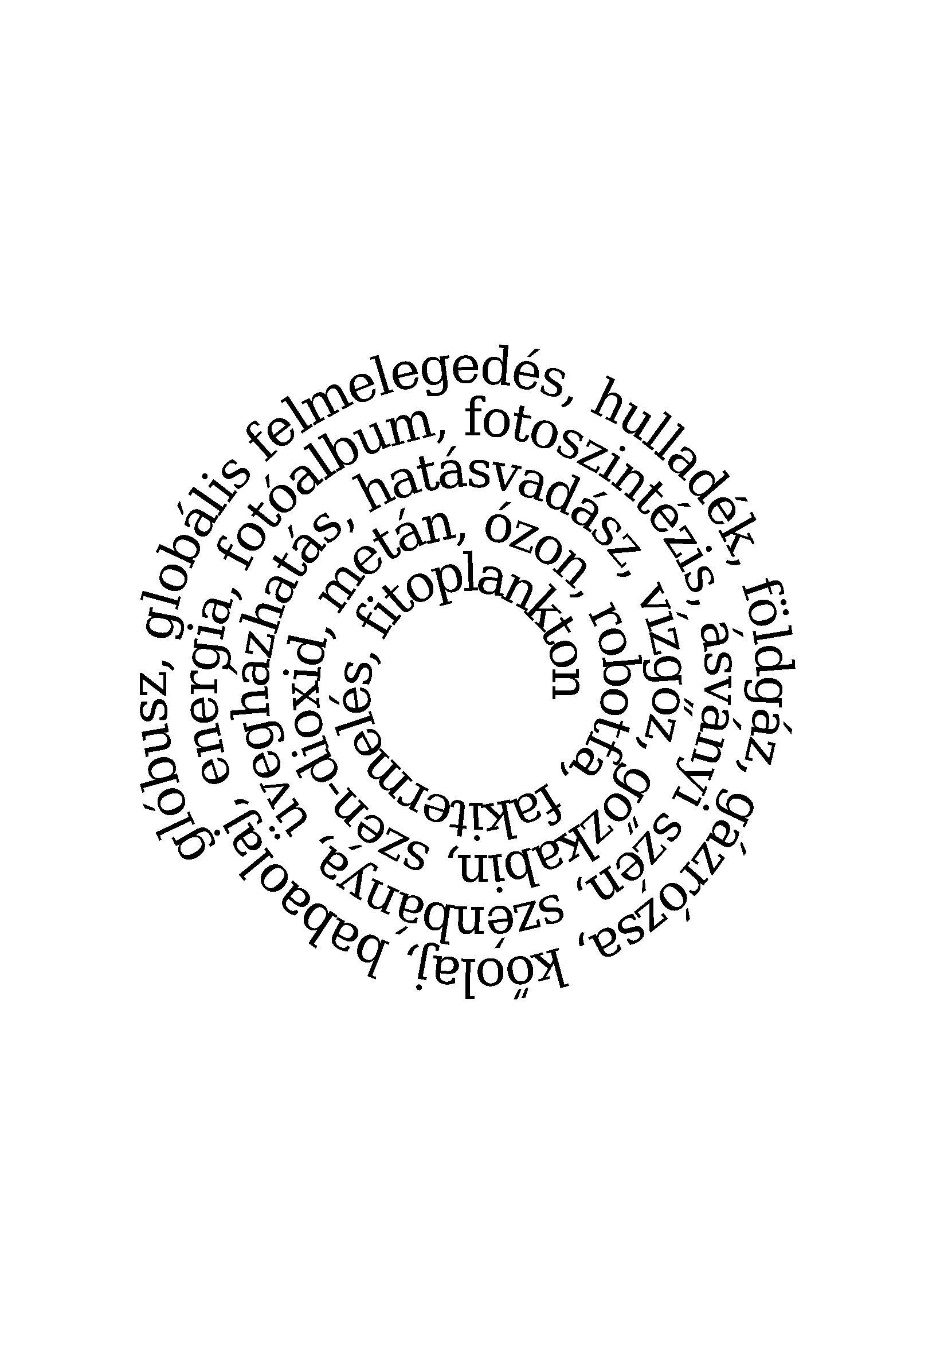 glóbusz, globális felmelegedés, hulladék, földgáz, gázrózsa, kőolaj, babaolaj, energia, fotóalbum, fotoszintézis, ásványi szén, szénbánya, üvegházhatás, hatásvadász, vízgőz, gőzkabin, szén-dioxid, metán, ózon, robotfa, fakitermelés, fitoplankton